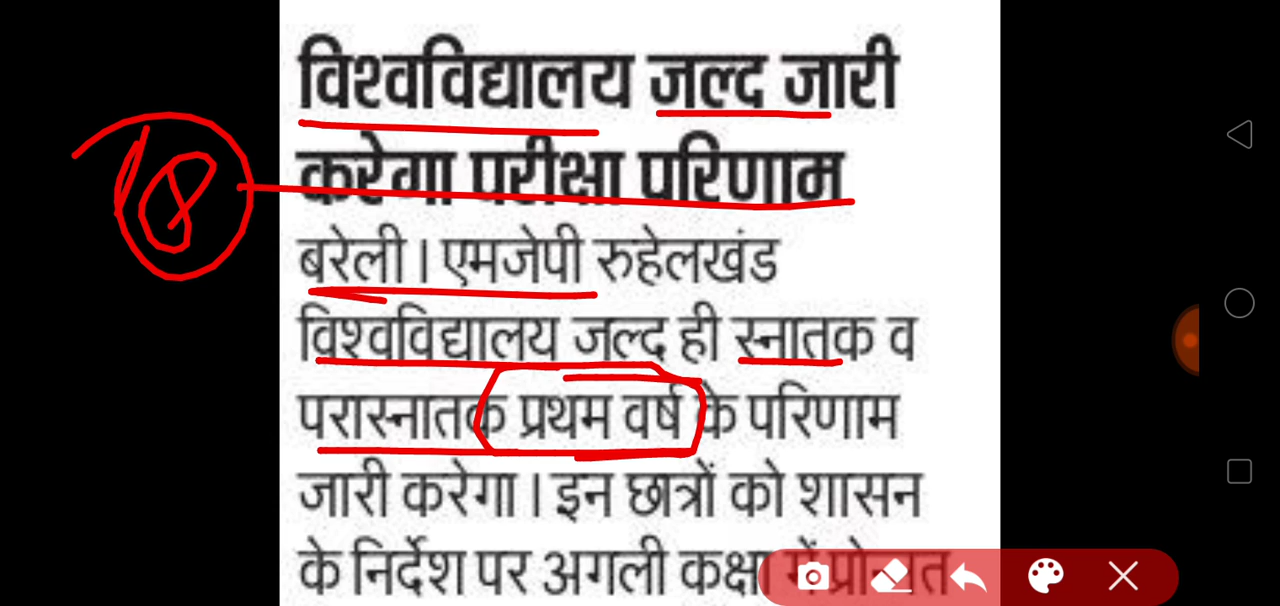 विश्वविद्यालय जल्द जारी
करेगा परीक्षा परिणाम
बरेली। एमजेपी रुहेलखंड
विश्वविद्यालय जल्द ही स्नातक व
परास्नातक प्रथम वर्ष के परिणाम
जारी करेगा। इन छात्रों को शासन
के निर्देश पर अगली कक्षा में प्रोन्नत